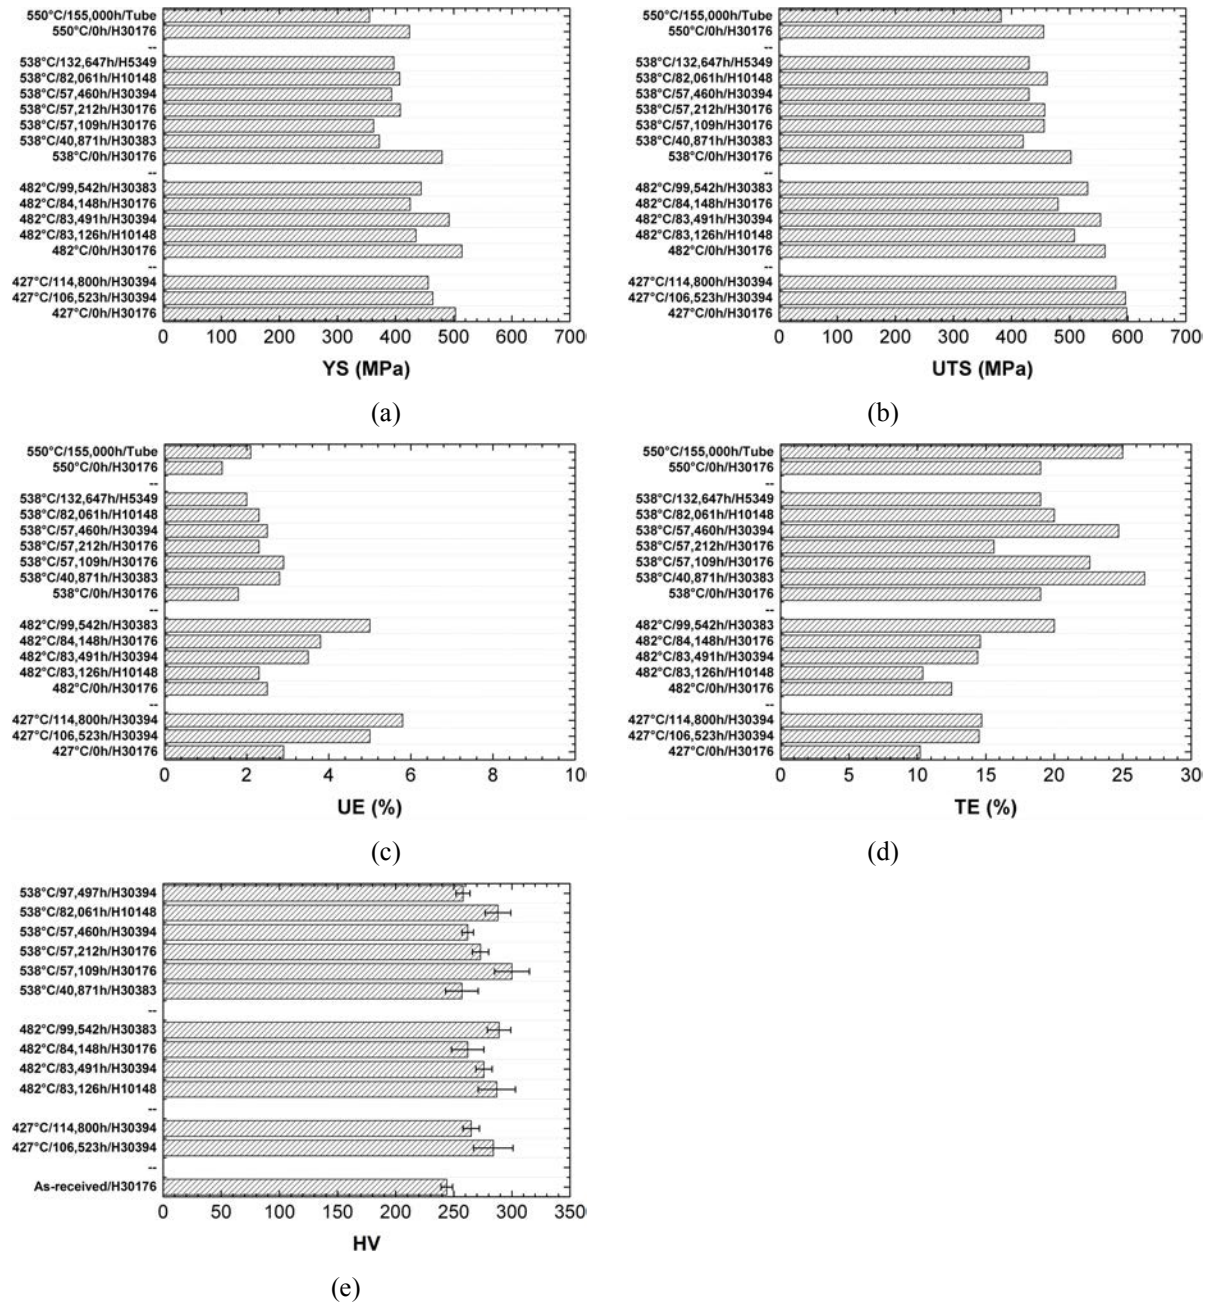 550°C/155,000h/Tube
550°C/0h/H30176
--
538°C/132,647h/H5349
538°C/82,061h/H10148
538°C/57,460h/H30394
538°C/57,212h/H30176
538°C/57,109h/H30176
538°C/40,871h/H30383
538°C/0h/H30176
--
482°C/99,542h/H30383
482°C/84,148h/H30176
482°C/83,491h/H30394
482°C/83,126h/H10148
482°C/0h/H30176
--
427°C/114,800h/H30394
427°C/106,523h/H30394
427°C/0h/H30176
0 100 200 300 400 500 600 700
YS (MPa)
(a)
550°C/155,000h/Tube
550°C/0h/H30176
--
538°C/132,647h/H5349
538°C/82,061h/H10148
538°C/57,460h/H30394
538°C/57,212h/H30176
538°C/57,109h/H30176
538°C/40,871h/H30383
538°C/0h/H30176
--
482°C/99,542h/H30383
482°C/84,148h/H30176
482°C/83,491h/H30394
482°C/83,126h/H10148
482°C/0h/H30176
--
427°C/114,800h/H30394
427°C/106,523h/H30394
427°C/0h/H30176
0 100 200 300 400 500 600 700
UTS (MPa)
(b)
550°C/155,000h/Tube
550°C/0h/H30176
--
538°C/132,647h/H5349
538°C/82,061h/H10148
538°C/57,460h/H30394
538°C/57,212h/H30176
538°C/57,109h/H30176
538°C/40,871h/H30383
538°C/0h/H30176
--
482°C/99,542h/H30383
482°C/84,148h/H30176
482°C/83,491h/H30394
482°C/83,126h/H10148
482°C/0h/H30176
--
427°C/114,800h/H30394
427°C/106,523h/H30394
427°C/0h/H30176
0 2 4 6 8 10
UE (%)
(c)
550°C/155,000h/Tube
550°C/0h/H30176
--
538°C/132,647h/H5349
538°C/82,061h/H10148
538°C/57,460h/H30394
538°C/57,212h/H30176
538°C/57,109h/H30176
538°C/40,871h/H30383
538°C/0h/H30176
--
482°C/99,542h/H30383
482°C/84,148h/H30176
482°C/83,491h/H30394
482°C/83,126h/H10148
482°C/0h/H30176
--
427°C/114,800h/H30394
427°C/106,523h/H30394
427°C/0h/H30176
0 5 10 15 20 25 30
TE (%)
(d)
538°C/97,497h/H30394
538°C/82,061h/H10148
538°C/57,460h/H30394
538°C/57,212h/H30176
538°C/57,109h/H30176
538°C/40,871h/H30383
--
482°C/99,542h/H30383
482°C/84,148h/H30176
482°C/83,491h/H30394
482°C/83,126h/H10148
--
427°C/114,800h/H30394
427°C/106,523h/H30394
--
As-received/H30176
0 50 100 150 200 250 300 350
HV
(e)